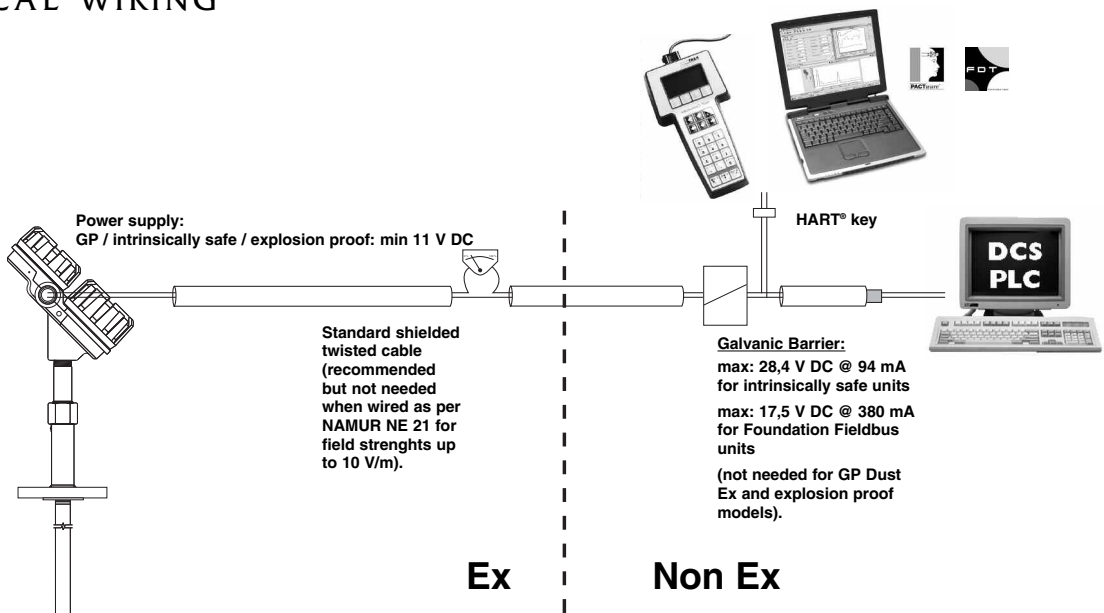 CAL WIRING
PACTware
FDT
Power supply:
GP / intrinsically safe / explosion proof: min 11 V DC
HART® key
DCS
PLC
Standard shielded
twisted cable
(recommended
but not needed
when wired as per
NAMUR NE 21 for
field strenghts up
to 10 V/m).
Galvanic Barrier:
max: 28,4 V DC @ 94 mA
for intrinsically safe units
max: 17,5 V DC @ 380 mA
for Foundation Fieldbus
units
(not needed for GP Dust
Ex and explosion proof
models).
Ex
Non Ex